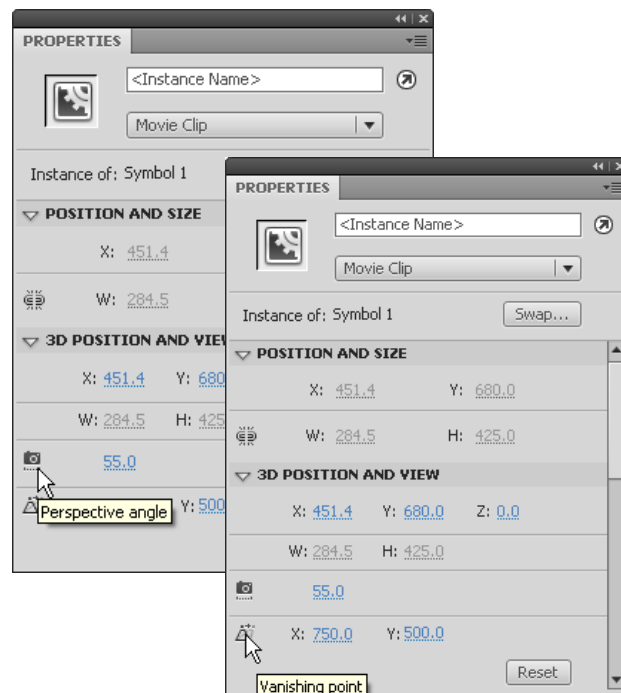 PROPERTIES
<Instance Name>
Movie Clip
Instance of: Symbol 1
POSITION AND SIZE
X: 451.4
W: 284.5
3D POSITION AND VIE
X: 451.4 Y: 680
W: 284.5 H: 425
55.0
Y: 500
Perspective angle
PROPERTIES
<Instance Name>
Movie Clip
Instance of: Symbol 1 Swap...
POSITION AND SIZE
X: 451.4 Y: 680.0
W: 284.5 H: 425.0
3D POSITION AND VIEW
X: 451.4 Y: 680.0 Z: 0.0
W: 284.5 H: 425.0
55.0
X: 750.0 Y: 500.0
Reset
Vanishing point